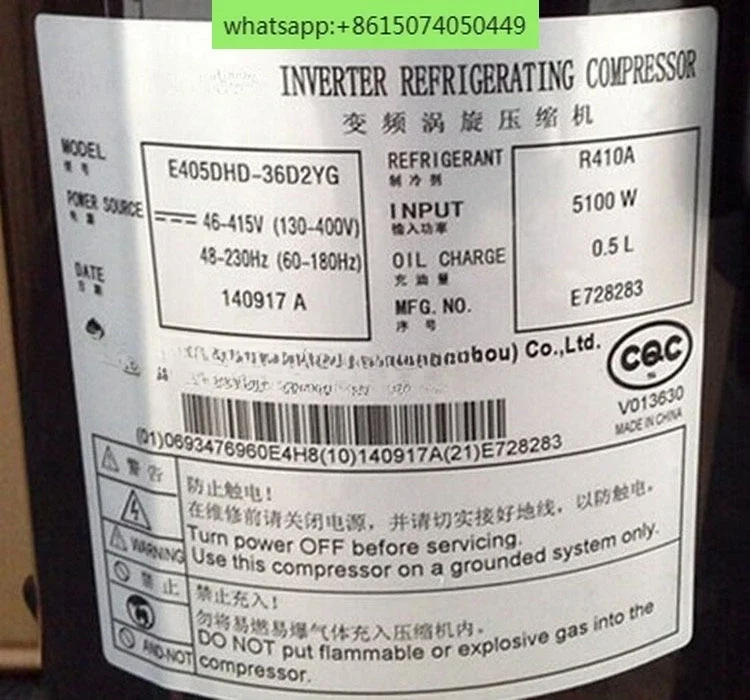 whatsapp:+8615074050449
INVERTER REFRIGERATING COMPRESSOR
变频涡旋压缩机
MODEL
型号
E405DHD-36D2YG
POWER SOURCE
电源
46-415V (130-400V)
48-230Hz (60-180Hz)
DATE
日期
140917 A
REFRIGERANT
制冷剂
R410A
INPUT
输入功率
5100 W
OIL CHARGE
充油量
0.5 L
MFG. NO.
序号
E728283
Co.,Ltd.
CQC
V013630
MADE IN CHINA
(01)0693476960E4H8(10)140917A(21)E728283
警告
WARNING
防止触电!
在维修前请关闭电源，并请切实接好地线，以防触电.
Turn power OFF before servicing.
Use this compressor on a grounded system only.
禁止
AND-NOT
禁止充入!
勿将易燃易爆气体充入压缩机内.
DO NOT put flammable or explosive gas into the
compressor.